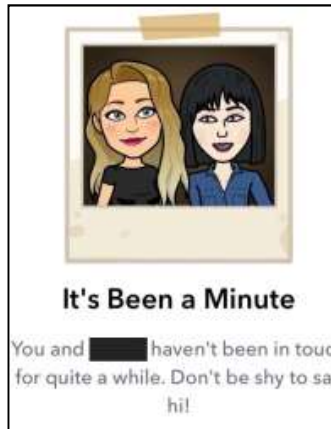 It's Been a Minute
You and haven't been in touc
for quite a while. Don't be shy to sa
hi!